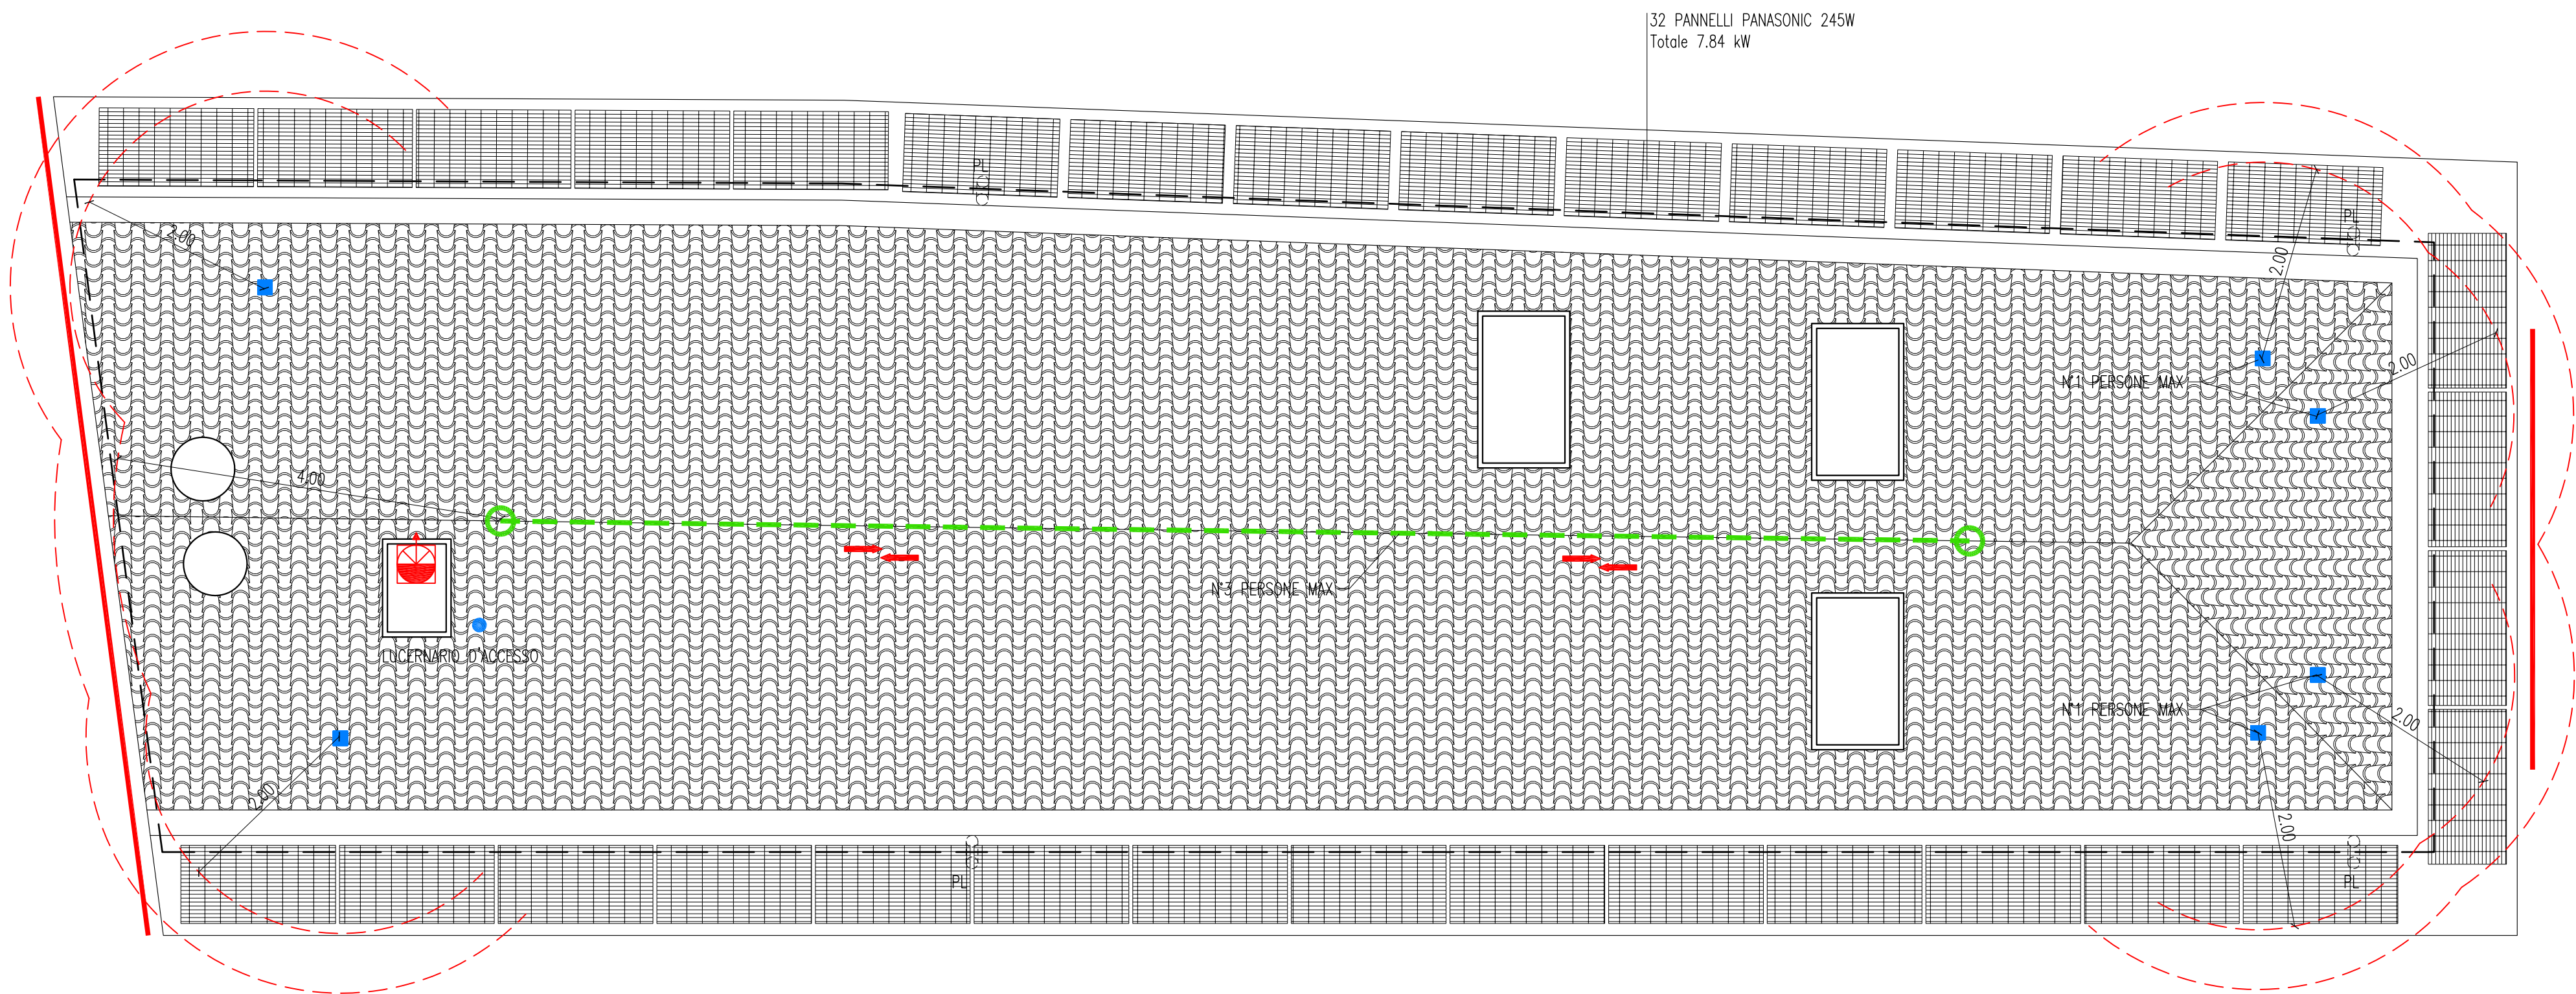 32 PANNELLI PANASONIC 245W
Totale 7.84 kW
PL
PL
2.00
2.00
2.00
N°1 PERSONE MAX
4.00
N°3 PERSONE MAX
LUCERNARIO D'ACCESSO
N°1 PERSONE MAX
2.00
2.00
2.00
PL
PL